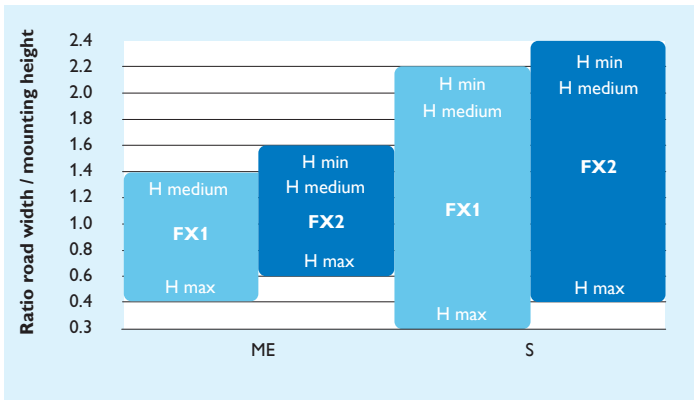 Ratio road width / mounting height
2.4
2.2
2.0
1.8
1.6
1.4
1.2
1.0
0.8
0.6
0.4
0.3
H medium
FX1
H max
H min
H medium
FX2
H max
H min
H medium
FX1
H max
H min
H medium
FX2
H max
ME
S